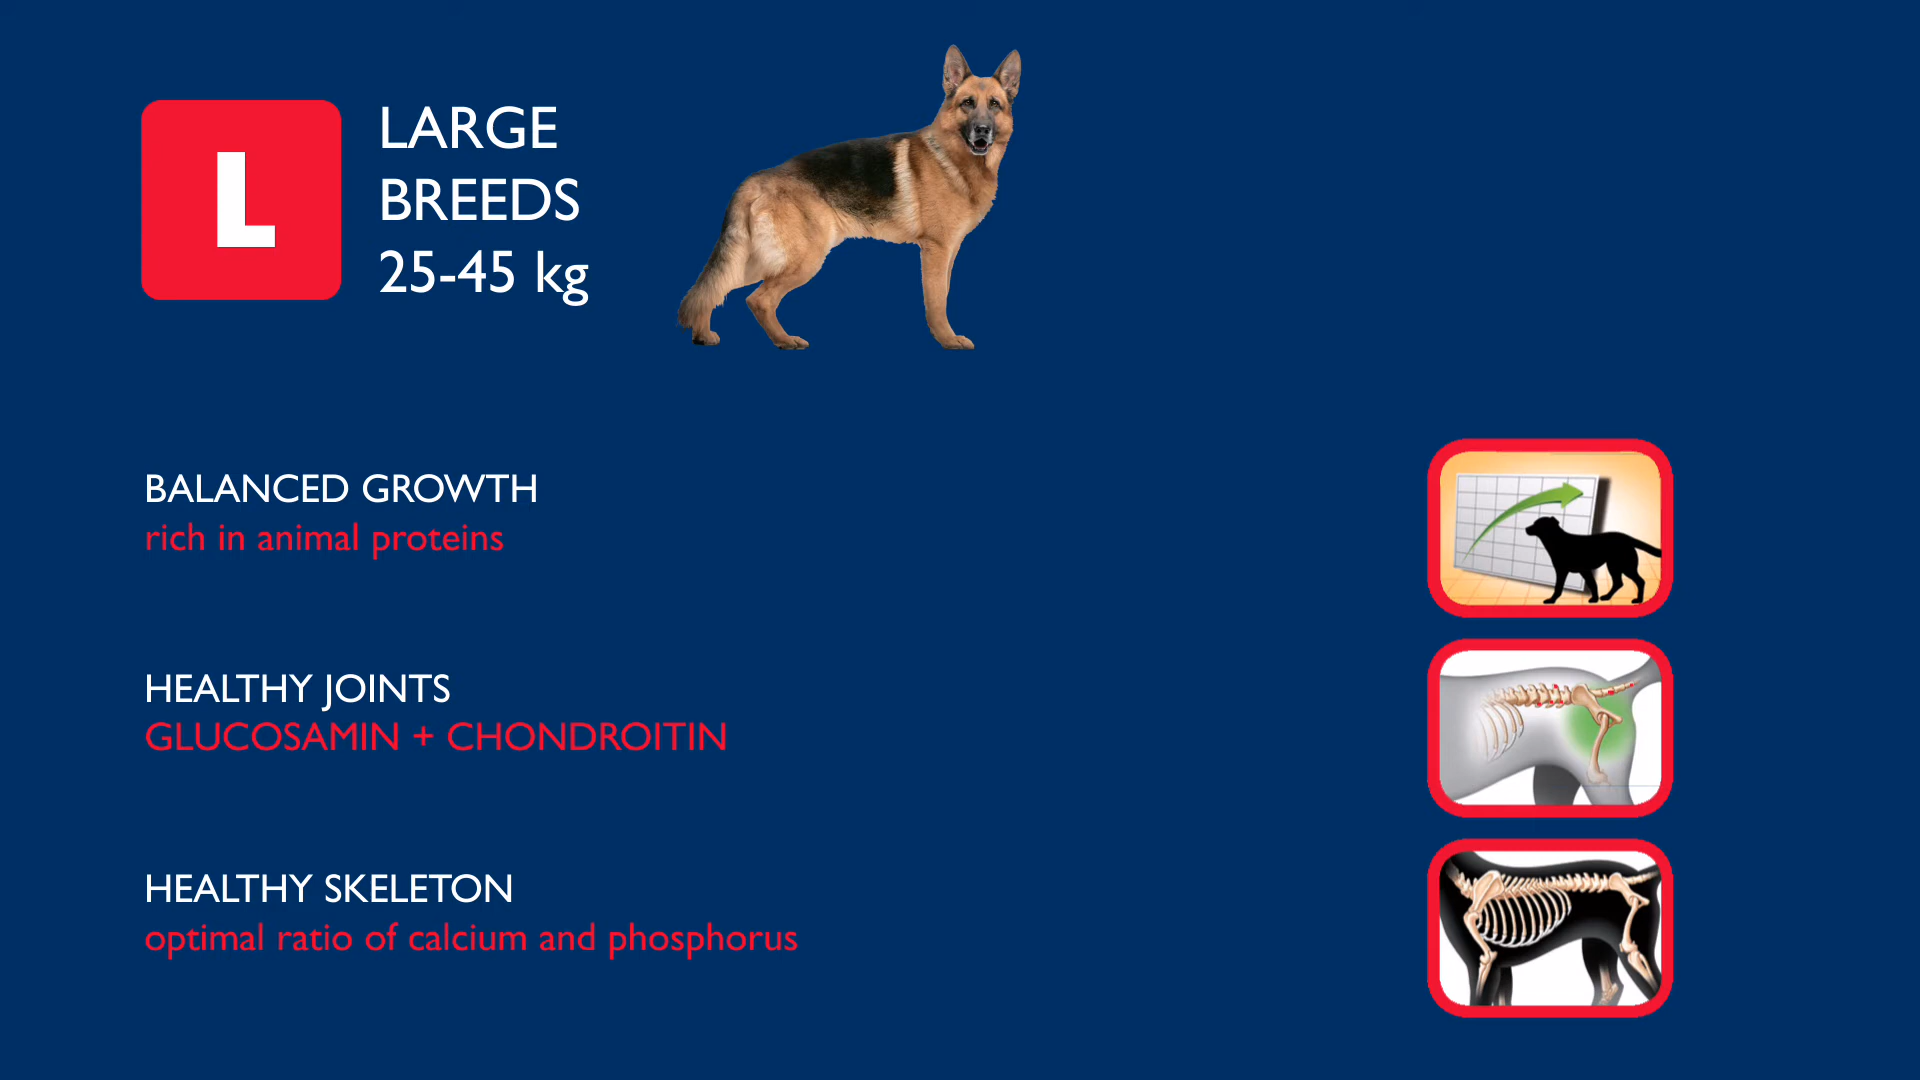 L
LARGE
BREEDS
25-45 kg
BALANCED GROWTH
rich in animal proteins
HEALTHY JOINTS
GLUCOSAMIN + CHONDROITIN
HEALTHY SKELETON
optimal ratio of calcium and phosphorus